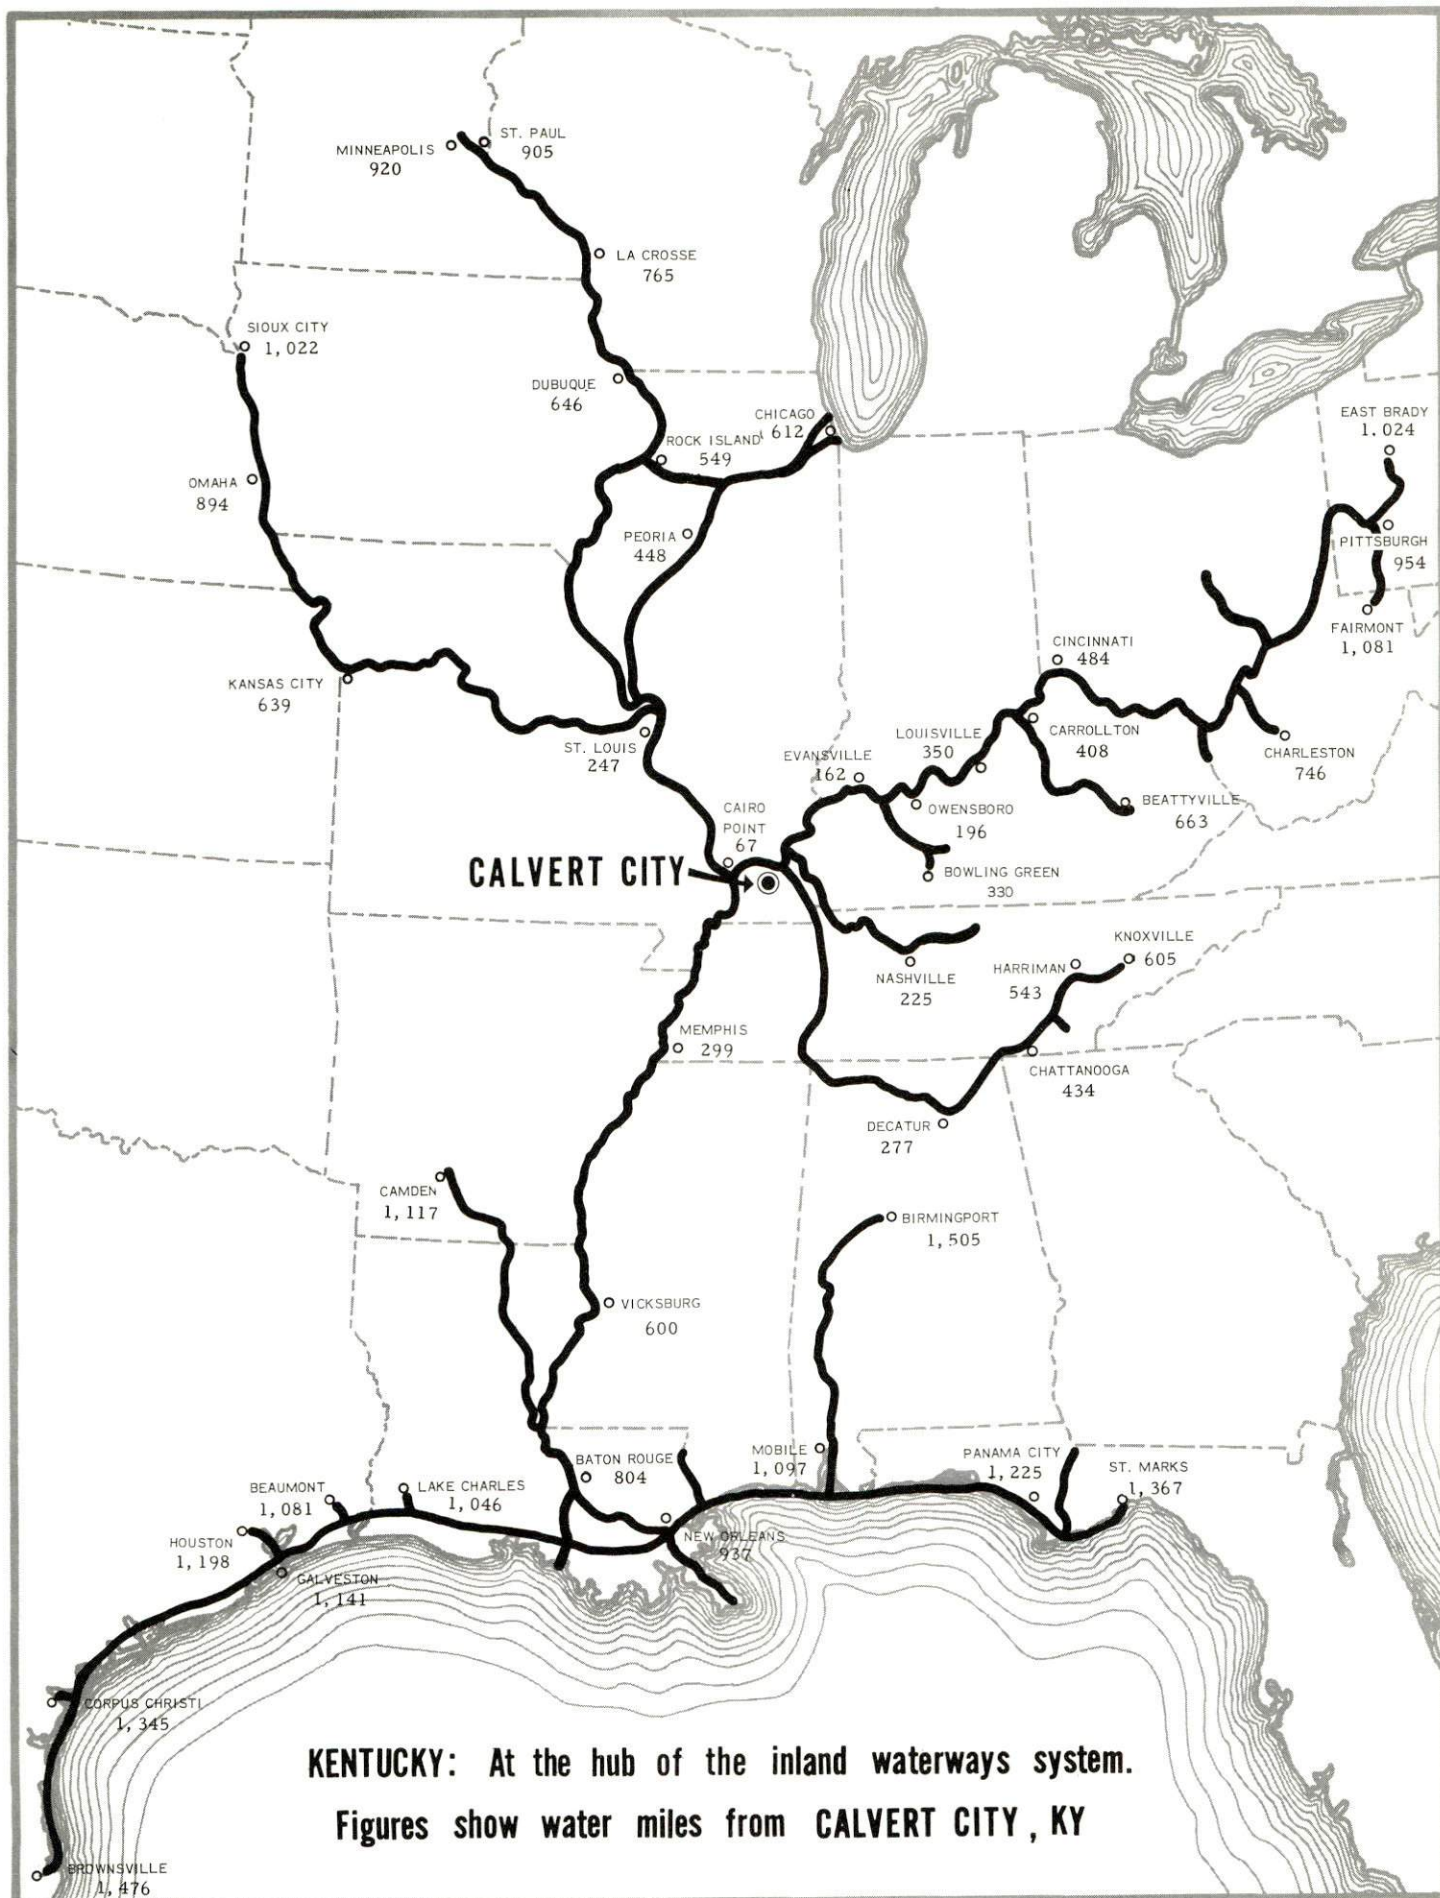 ST. PAUL
905
MINNEAPOLIS
920
LA CROSSE
765
SIOUX CITY
1,022
DUBUQUE
646
CHICAGO
612
EAST BRADY
1.024
ROCK ISLAND
549
OMAHA
894
PEORIA
448
PITTSBURGH
954
FAIRMONT
1,081
CINCINNATI
484
KANSAS CITY
639
ST. LOUIS
247
LOUISVILLE
350
CARROLLTON
408
EVANSVILLE
162
CHARLESTON
746
CAIRO
POINT
67
OWENSBORO
196
BEATTYVILLE
663
CALVERT CITY
BOWLING GREEN
330
NASHVILLE
225
HARRIMAN
543
KNOXVILLE
605
MEMPHIS
299
CHATTANOOGA
434
DECATUR
277
CAMDEN
1,117
BIRMINGPORT
1,505
VICKSBURG
600
BATON ROUGE
804
MOBILE
1,097
PANAMA CITY
1,225
ST. MARKS
1,367
BEAUMONT
1,081
LAKE CHARLES
1,046
HOUSTON
1,198
NEW ORLEANS
937
GALVESTON
1,141
CORPUS CHRISTI
1,345
KENTUCKY: At the hub of the inland waterways system.
Figures show water miles from CALVERT CITY, KY
BROWNSVILLE
1,476